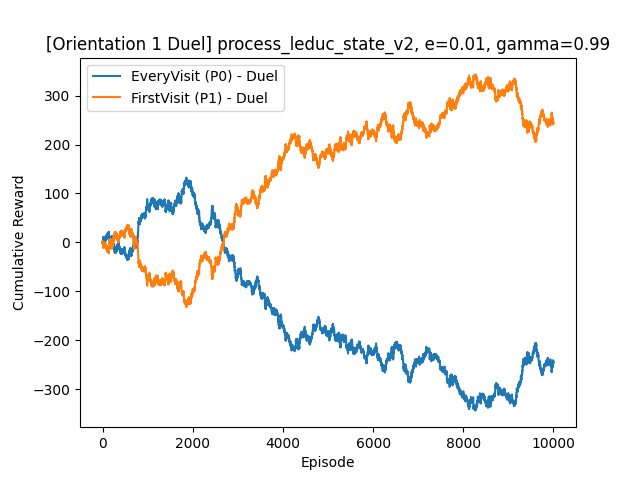 [Orientation 1 Duel] process_leduc_state_v2, e=0.01, gamma=0.99
EveryVisit (P0) - Duel
FirstVisit (P1) - Duel
Cumulative Reward
300
200
100
0
−100
−200
−300
0
2000
4000
6000
8000
10000
Episode